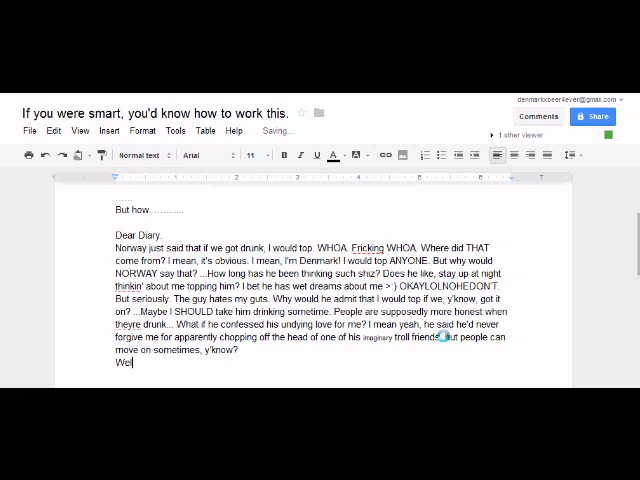 denmarkxbeer4ever@gmail.com
If you were smart, you'd know how to work this.
Comments
Share
File Edit View Insert Format Tools Table Help Saving...
1 other viewer
Normal text Arial 11 B I U A A
1 1 2 3 4 5 6 7
......
But how. ...........
Dear Diary.
Norway just said that if we got drunk, I would top. WHOA. Fricking WHOA. Where did THAT
come from? I mean, it's obvious. I mean, I'm Denmark! I would top ANYONE. But why would
NORWAY say that? ...How long has he been thinking such shiz? Does he like, stay up at night
thinkin' about me topping him? I bet he has wet dreams about me >:) OKAYLOLNOHEDON'T.
But seriously. The guy hates my guts. Why would he admit that I would top if we, y'know, got it
on? ...Maybe I SHOULD take him drinking sometime. People are supposedly more honest when
theyre drunk... What if he confessed his undying love for me? I mean yeah, he said he'd never
forgive me for apparently chopping off the head of one of his imaginary troll friends, but people can
move on sometimes, y'know?
Wel